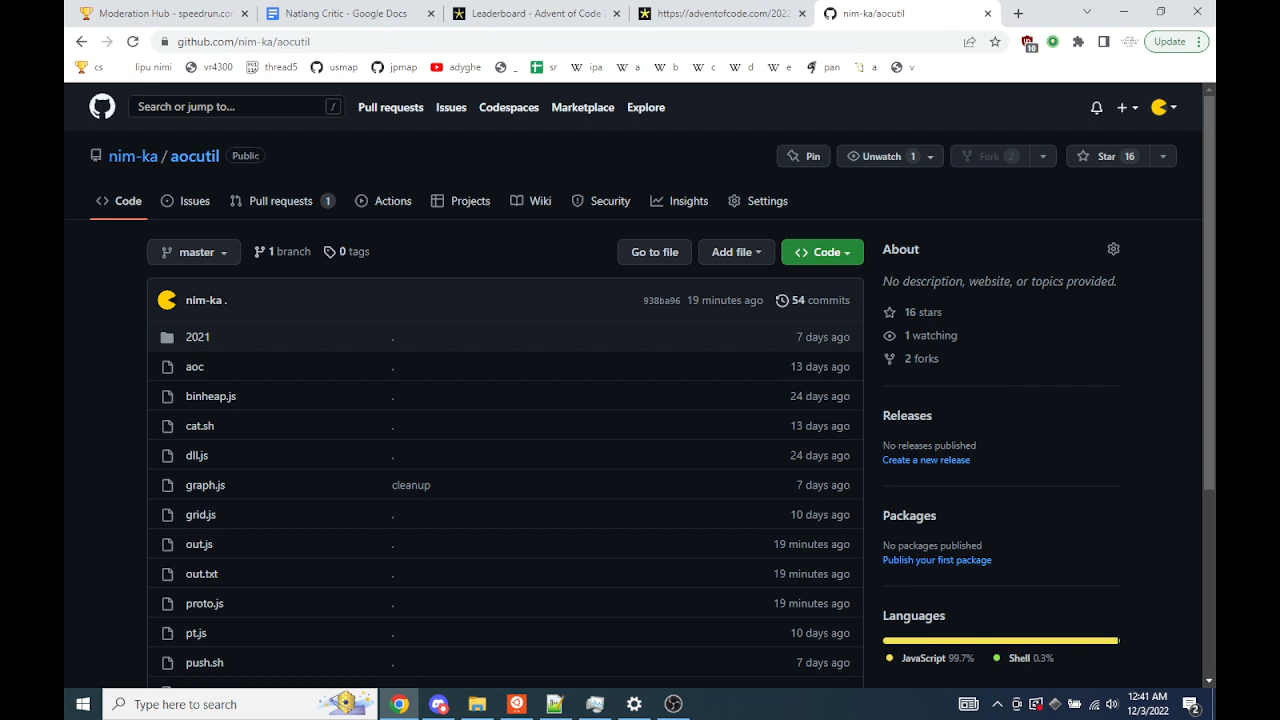 Moderation Hub - speedrun.cor
Natlang Critic - Google Docs
Leaderboard - Advent of Code
https://adventofcode.com/202
nim-ka/aocutil
github.com/nim-ka/aocutil
10
Update
cs
lipu nimi
vr4300
thread5
usmap
jpmap
adyghe
_
sr
ipa
a
b
c
d
e
pan
a
v
Search or jump to...
/
Pull requests
Issues
Codespaces
Marketplace
Explore
nim-ka / aocutil
Public
Pin
Unwatch 1
Fork 2
Star 16
Code
Issues
Pull requests 1
Actions
Projects
Wiki
Security
Insights
Settings
master
1 branch
0 tags
Go to file
Add file
Code
nim-ka .
938ba96 19 minutes ago
54 commits
2021 . 7 days ago
aoc . 13 days ago
binheap.js . 24 days ago
cat.sh . 13 days ago
dll.js . 24 days ago
graph.js cleanup 7 days ago
grid.js . 10 days ago
out.js . 19 minutes ago
out.txt . 19 minutes ago
proto.js . 19 minutes ago
pt.js . 10 days ago
push.sh . 7 days ago
About
No description, website, or topics provided.
16 stars
1 watching
2 forks
Releases
No releases published
Create a new release
Packages
No packages published
Publish your first package
Languages
JavaScript 99.7%
Shell 0.3%
Type here to search
12:41 AM
12/3/2022
2